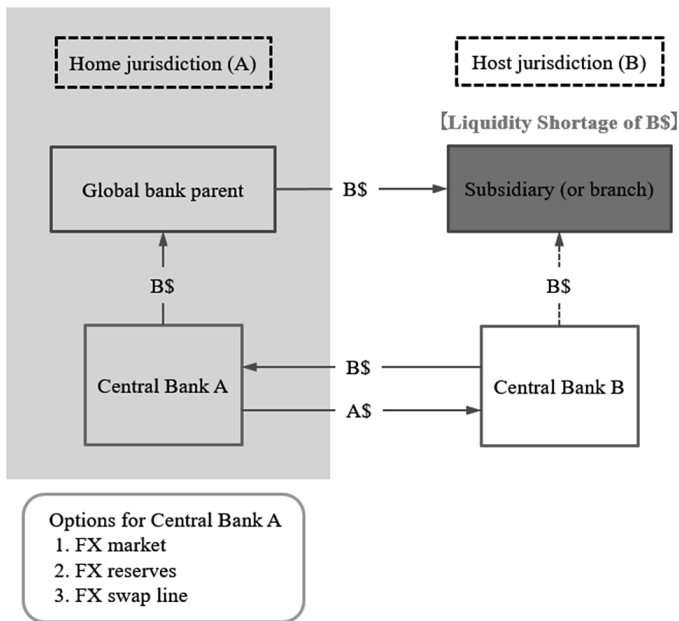 Home jurisdiction (A)
Host jurisdiction (B)
【Liquidity Shortage of B$】
Global bank parent
B$
Subsidiary (or branch)
B$
B$
Central Bank A
B$
A$
Central Bank B
Options for Central Bank A
1. FX market
2. FX reserves
3. FX swap line